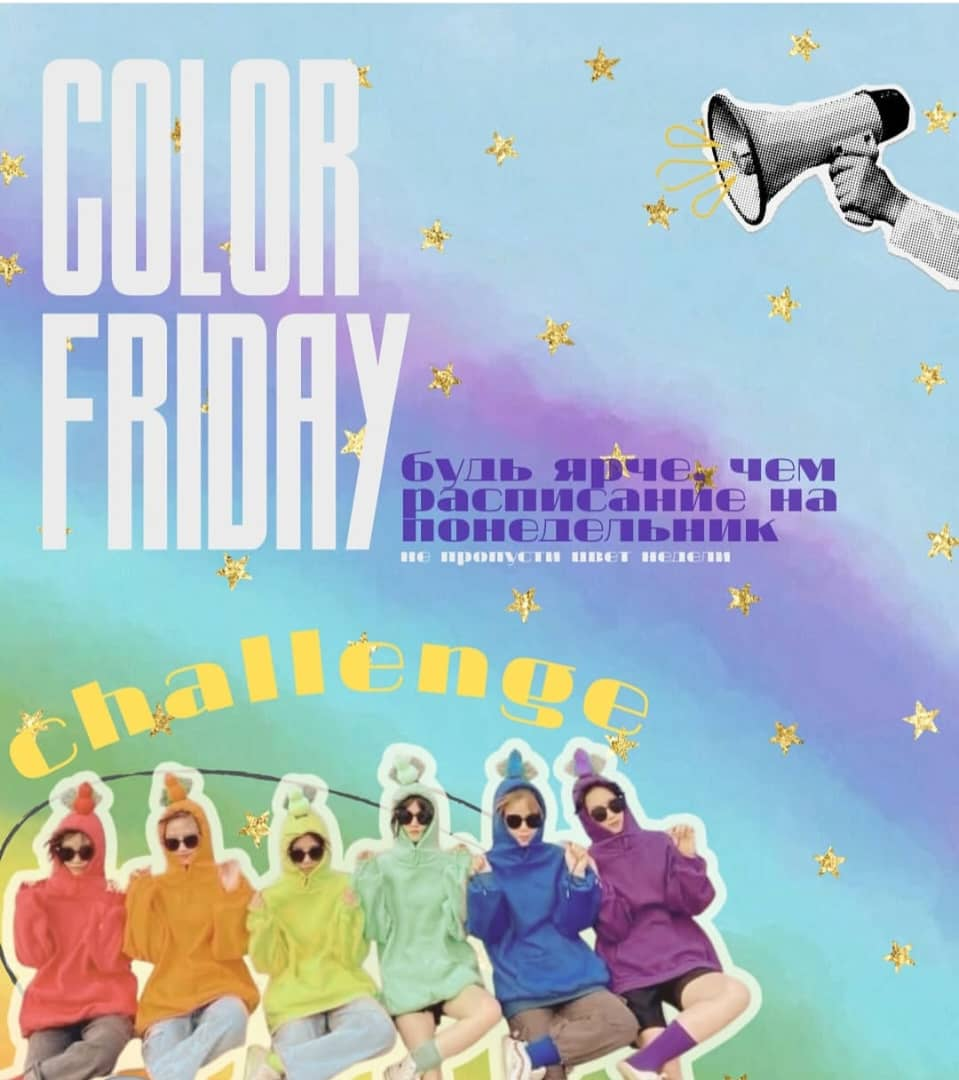 COLOR
FRIDAY
будь ярче, чем
расписание на
понедельник
не пропусти цвет недели
challenge